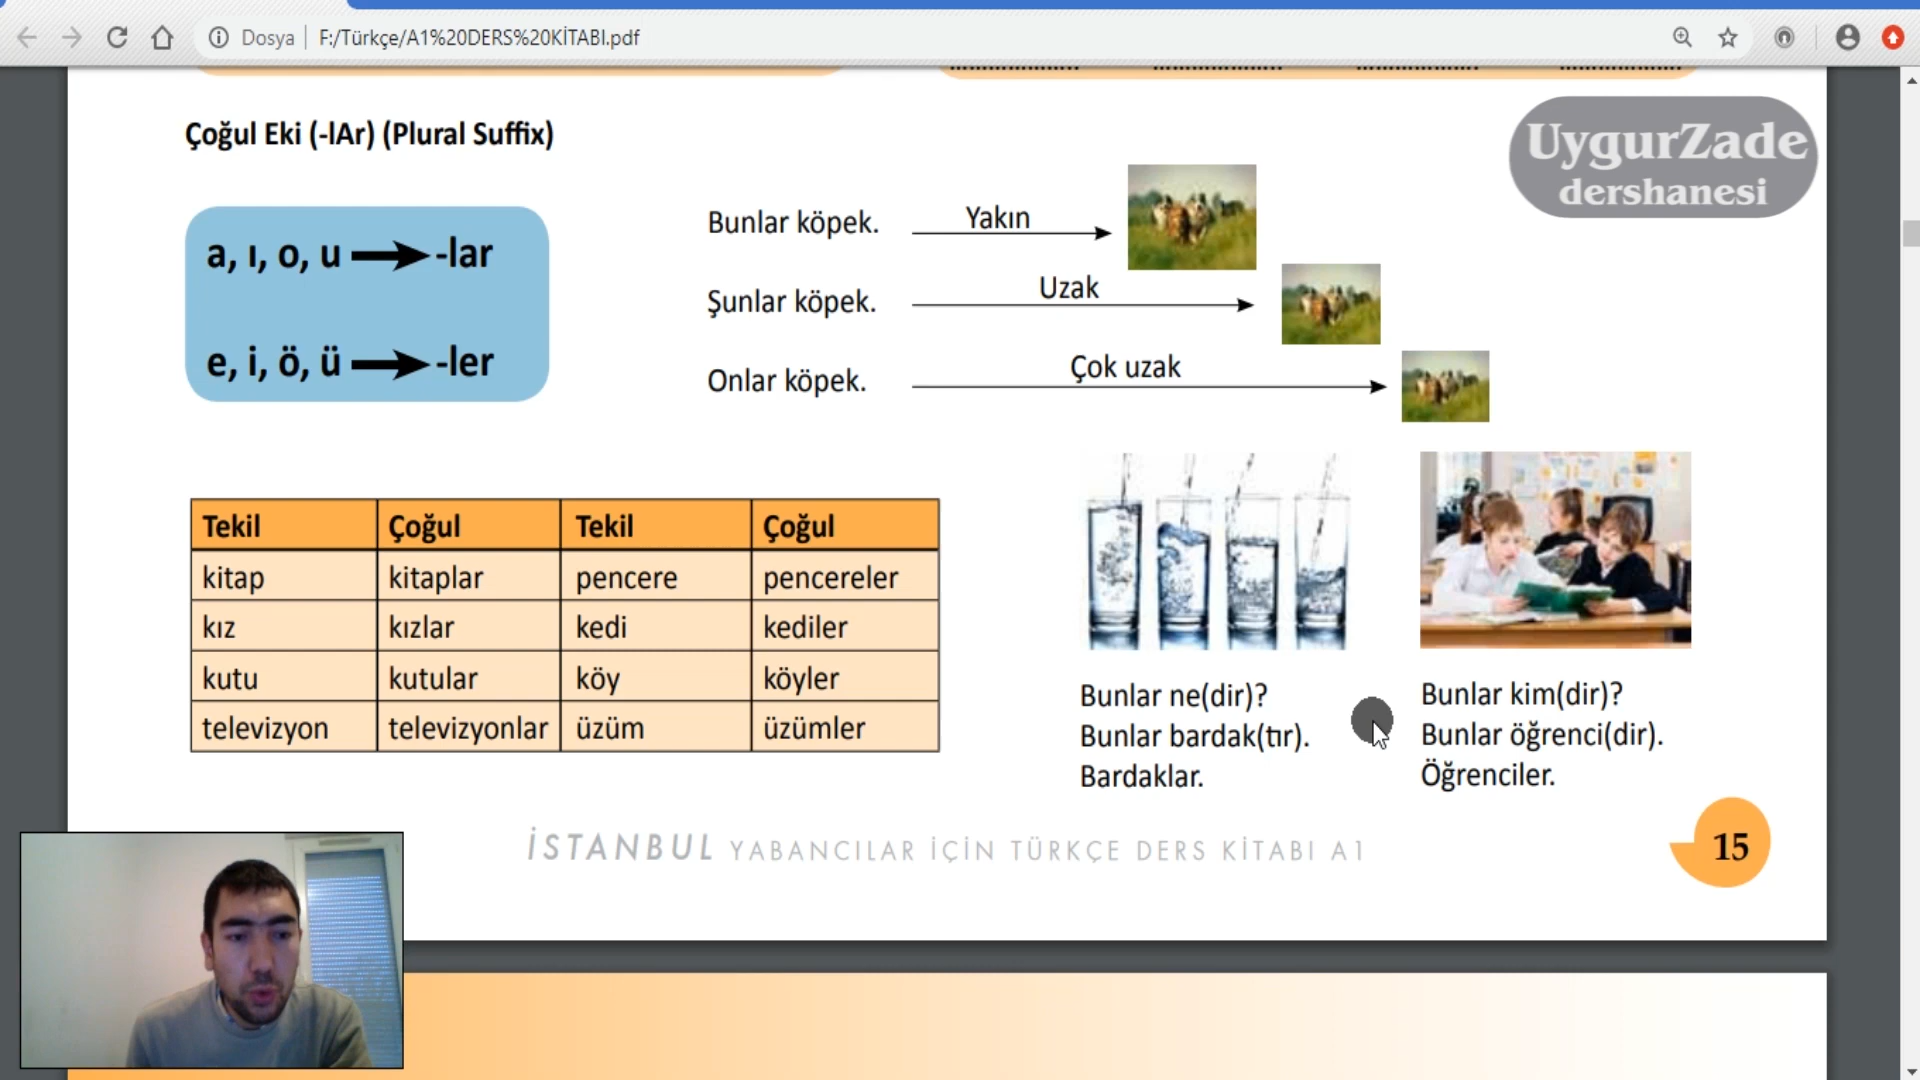 Dosya
F:/Türkçe/A1%20DERS%20KİTABI.pdf
Çoğul Eki (-lAr) (Plural Suffix)
UygurZade
dershanesi
a, ı, o, u -lar
e, i, ö, ü -ler
Bunlar köpek. Yakın
Şunlar köpek. Uzak
Onlar köpek. Çok uzak
Tekil Çoğul Tekil Çoğul
kitap kitaplar pencere pencereler
kız kızlar kedi kediler
kutu kutular köy köyler
televizyon televizyonlar üzüm üzümler
Bunlar ne(dir)?
Bunlar bardak(tır).
Bardaklar.
Bunlar kim(dir)?
Bunlar öğrenci(dir).
Öğrenciler.
İSTANBUL YABANCILAR İÇİN TÜRKÇE DERS KİTABI A1
15